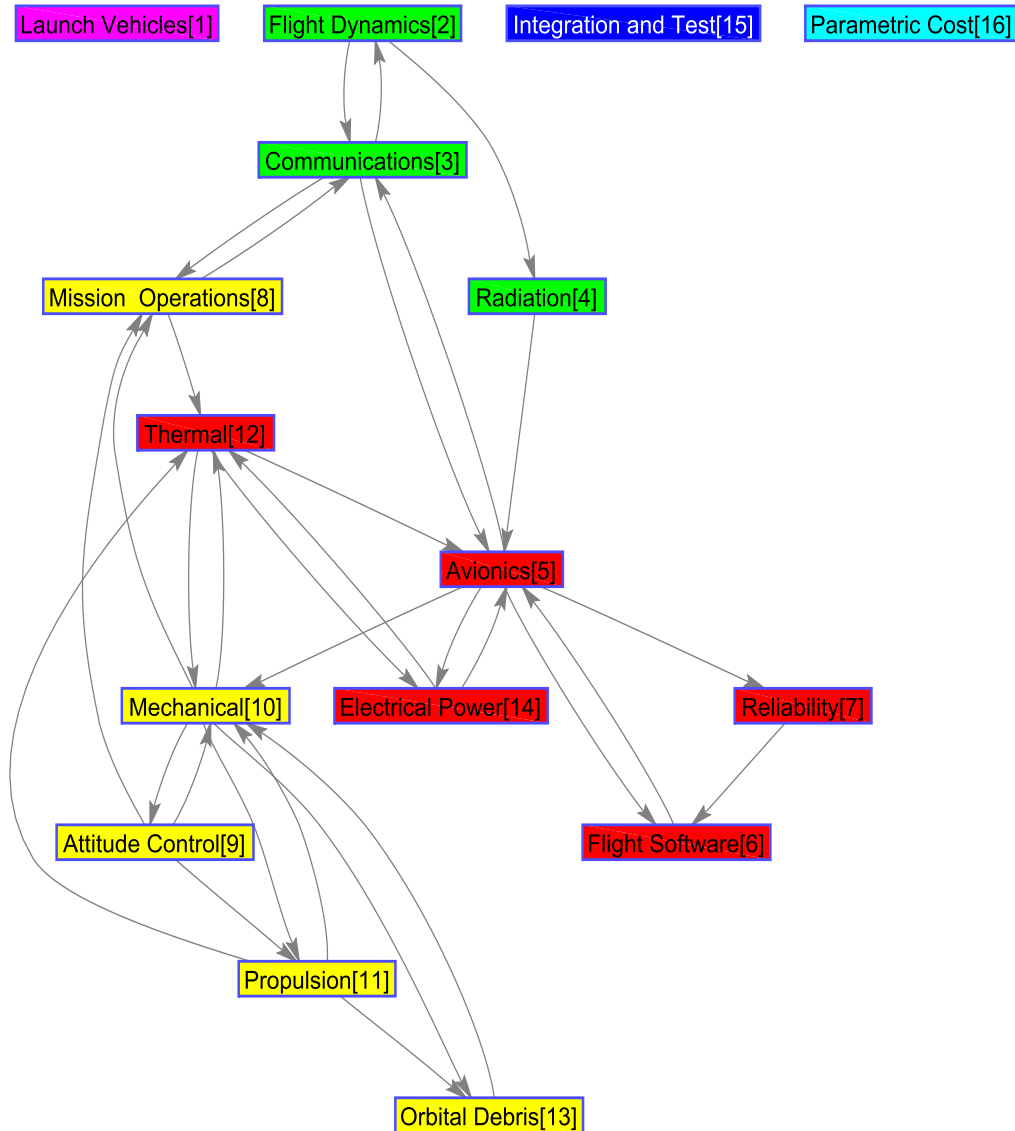 Launch Vehicles[1]
Flight Dynamics[2]
Integration and Test[15]
Parametric Cost[16]
Communications[3]
Mission  Operations[8]
Radiation[4]
Thermal[12]
Avionics[5]
Mechanical[10]
Electrical Power[14]
Reliability[7]
Attitude Control[9]
Flight Software[6]
Propulsion[11]
Orbital Debris[13]